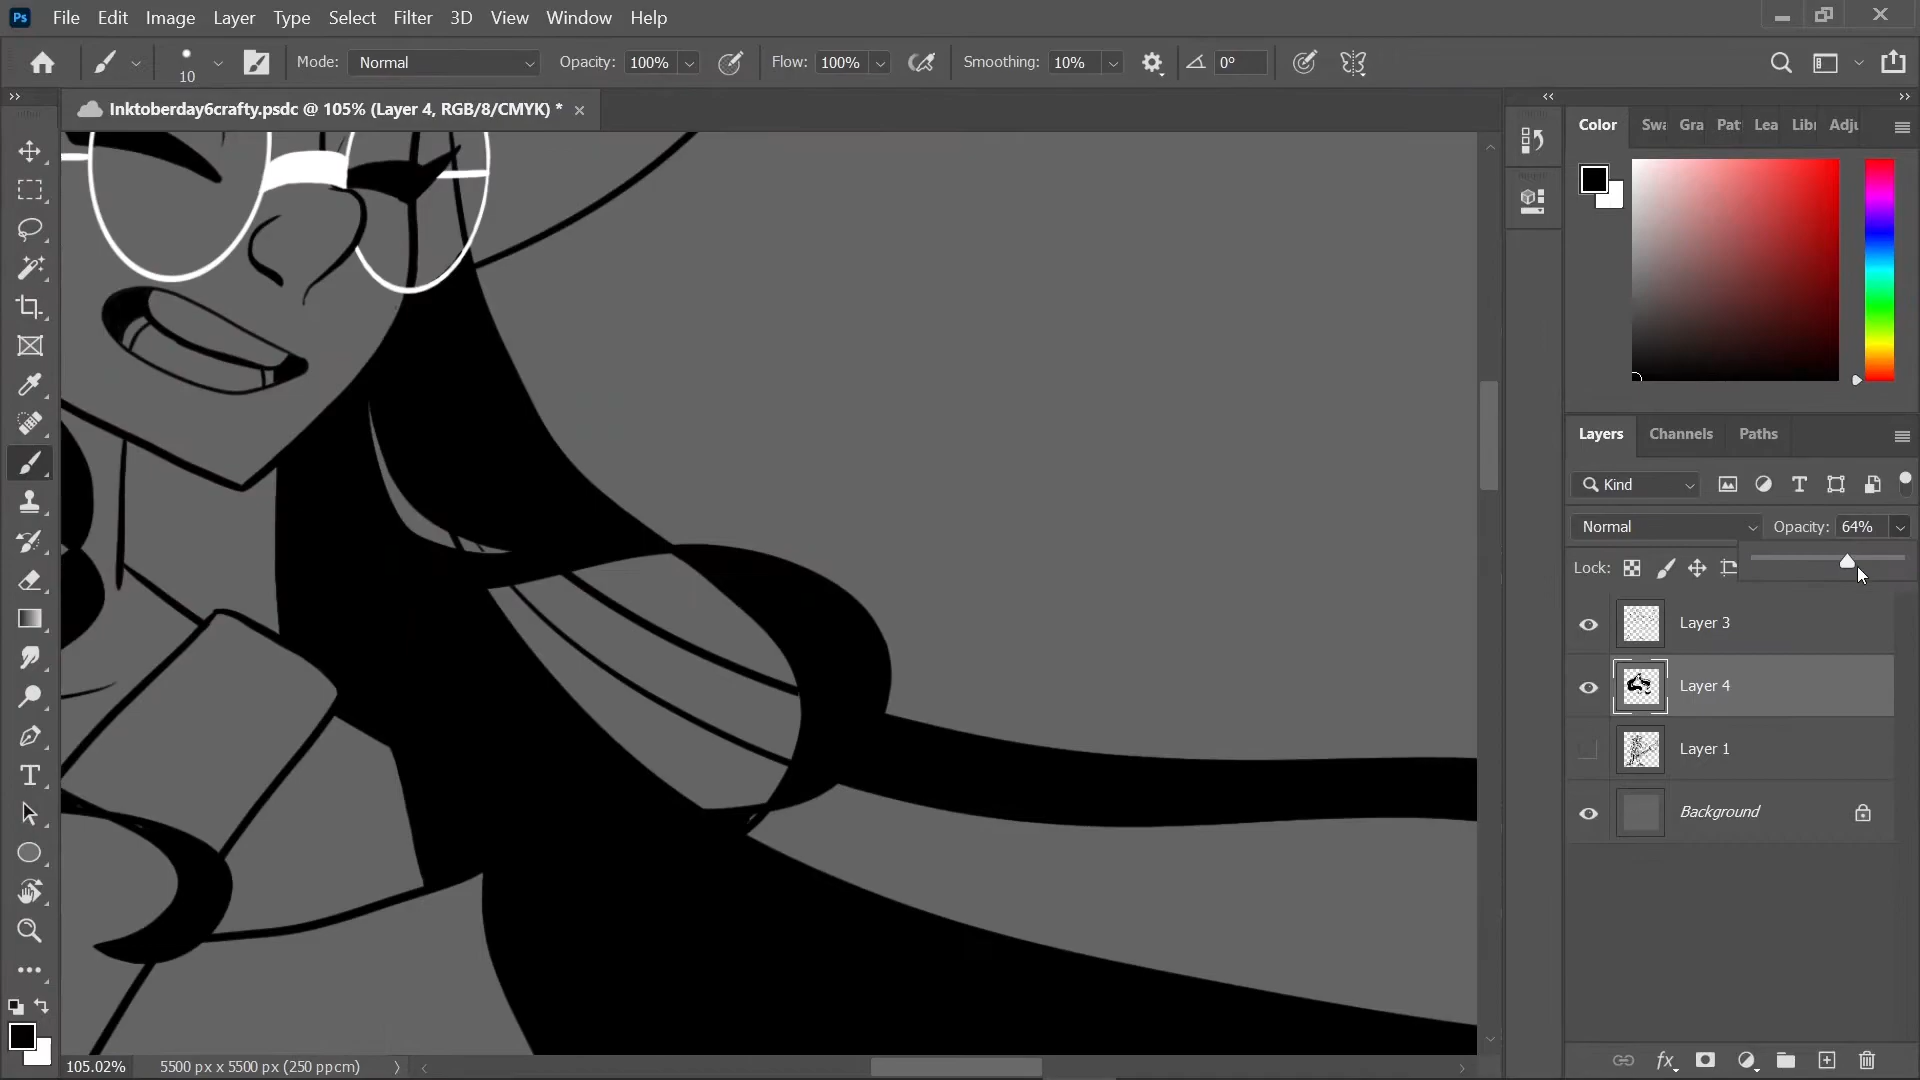 Ps File Edit Image Layer Type Select Filter 3D View Window Help
10 Mode: Normal Opacity: 100% Flow: 100% Smoothing: 10% 0°
Inktoberday6crafty.psdc @ 105% (Layer 4, RGB/8/CMYK) *
Color Swa Gra Pat Lea Libi Adju
Layers Channels Paths
Kind
Normal Opacity: 64%
Lock:
Layer 3
Layer 4
Layer 1
Background
105.02% 5500 px x 5500 px (250 ppcm)